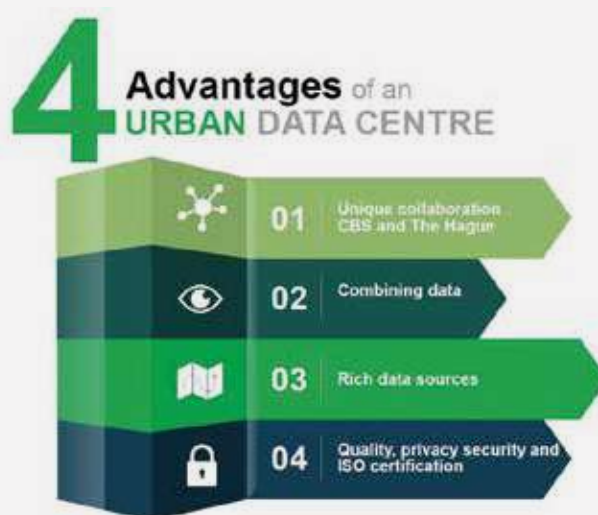 4
Advantages of an
URBAN DATA CENTRE
01
Unique collaboration
CBS and The Hague
02
Combining data
03
Rich data sources
04
Quality, privacy security and
ISO certification